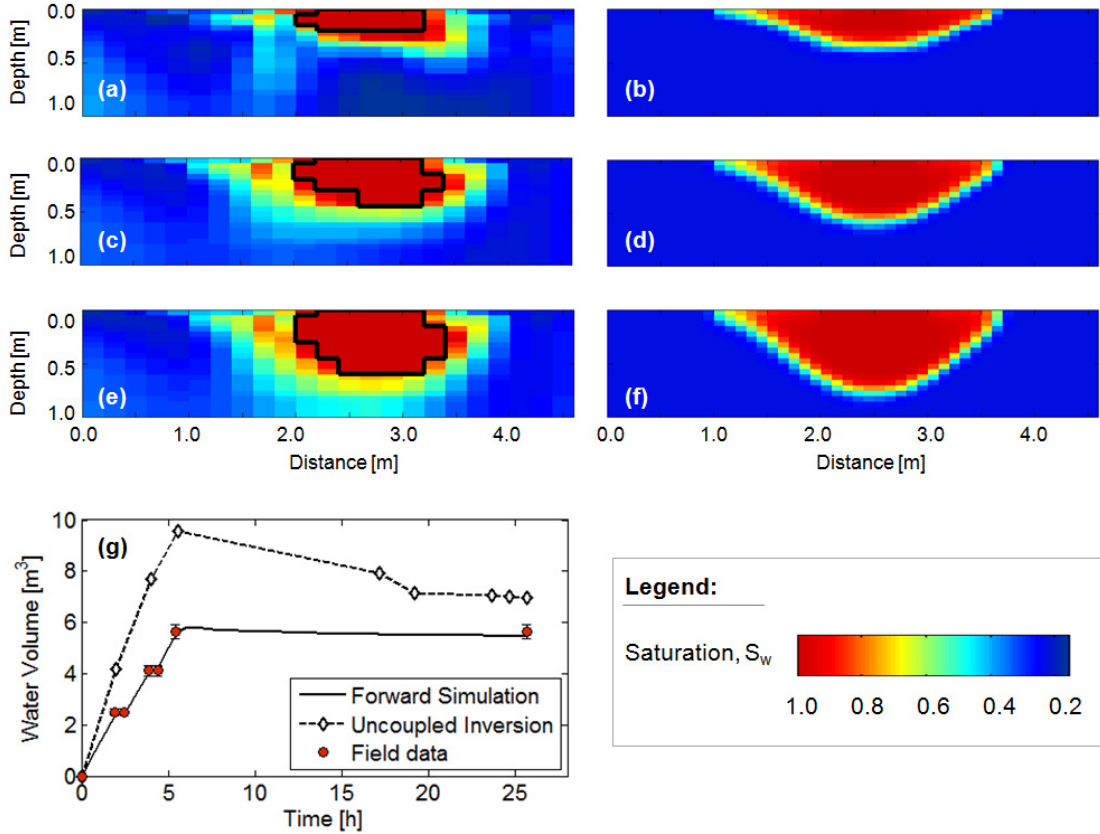 Depth [m]
0.0
0.5
1.0
(a)
(b)
Depth [m]
0.0
0.5
1.0
(c)
(d)
Depth [m]
0.0
0.5
1.0
(e)
(f)
0.0 1.0 2.0 3.0 4.0
Distance [m]
0.0 1.0 2.0 3.0 4.0
Distance [m]
Water Volume [m³]
10
8
6
4
2
0
(g)
Forward Simulation
Uncoupled Inversion
Field data
0 5 10 15 20 25
Time [h]
Legend:
Saturation, Sw
1.0 0.8 0.6 0.4 0.2